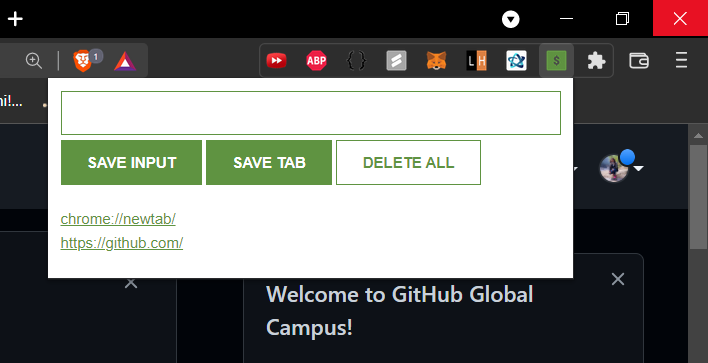 1
ABP
{}
L H
S
ni!...
SAVE INPUT SAVE TAB DELETE ALL
chrome://newtab/
https://github.com/
Welcome to GitHub Global
Campus!